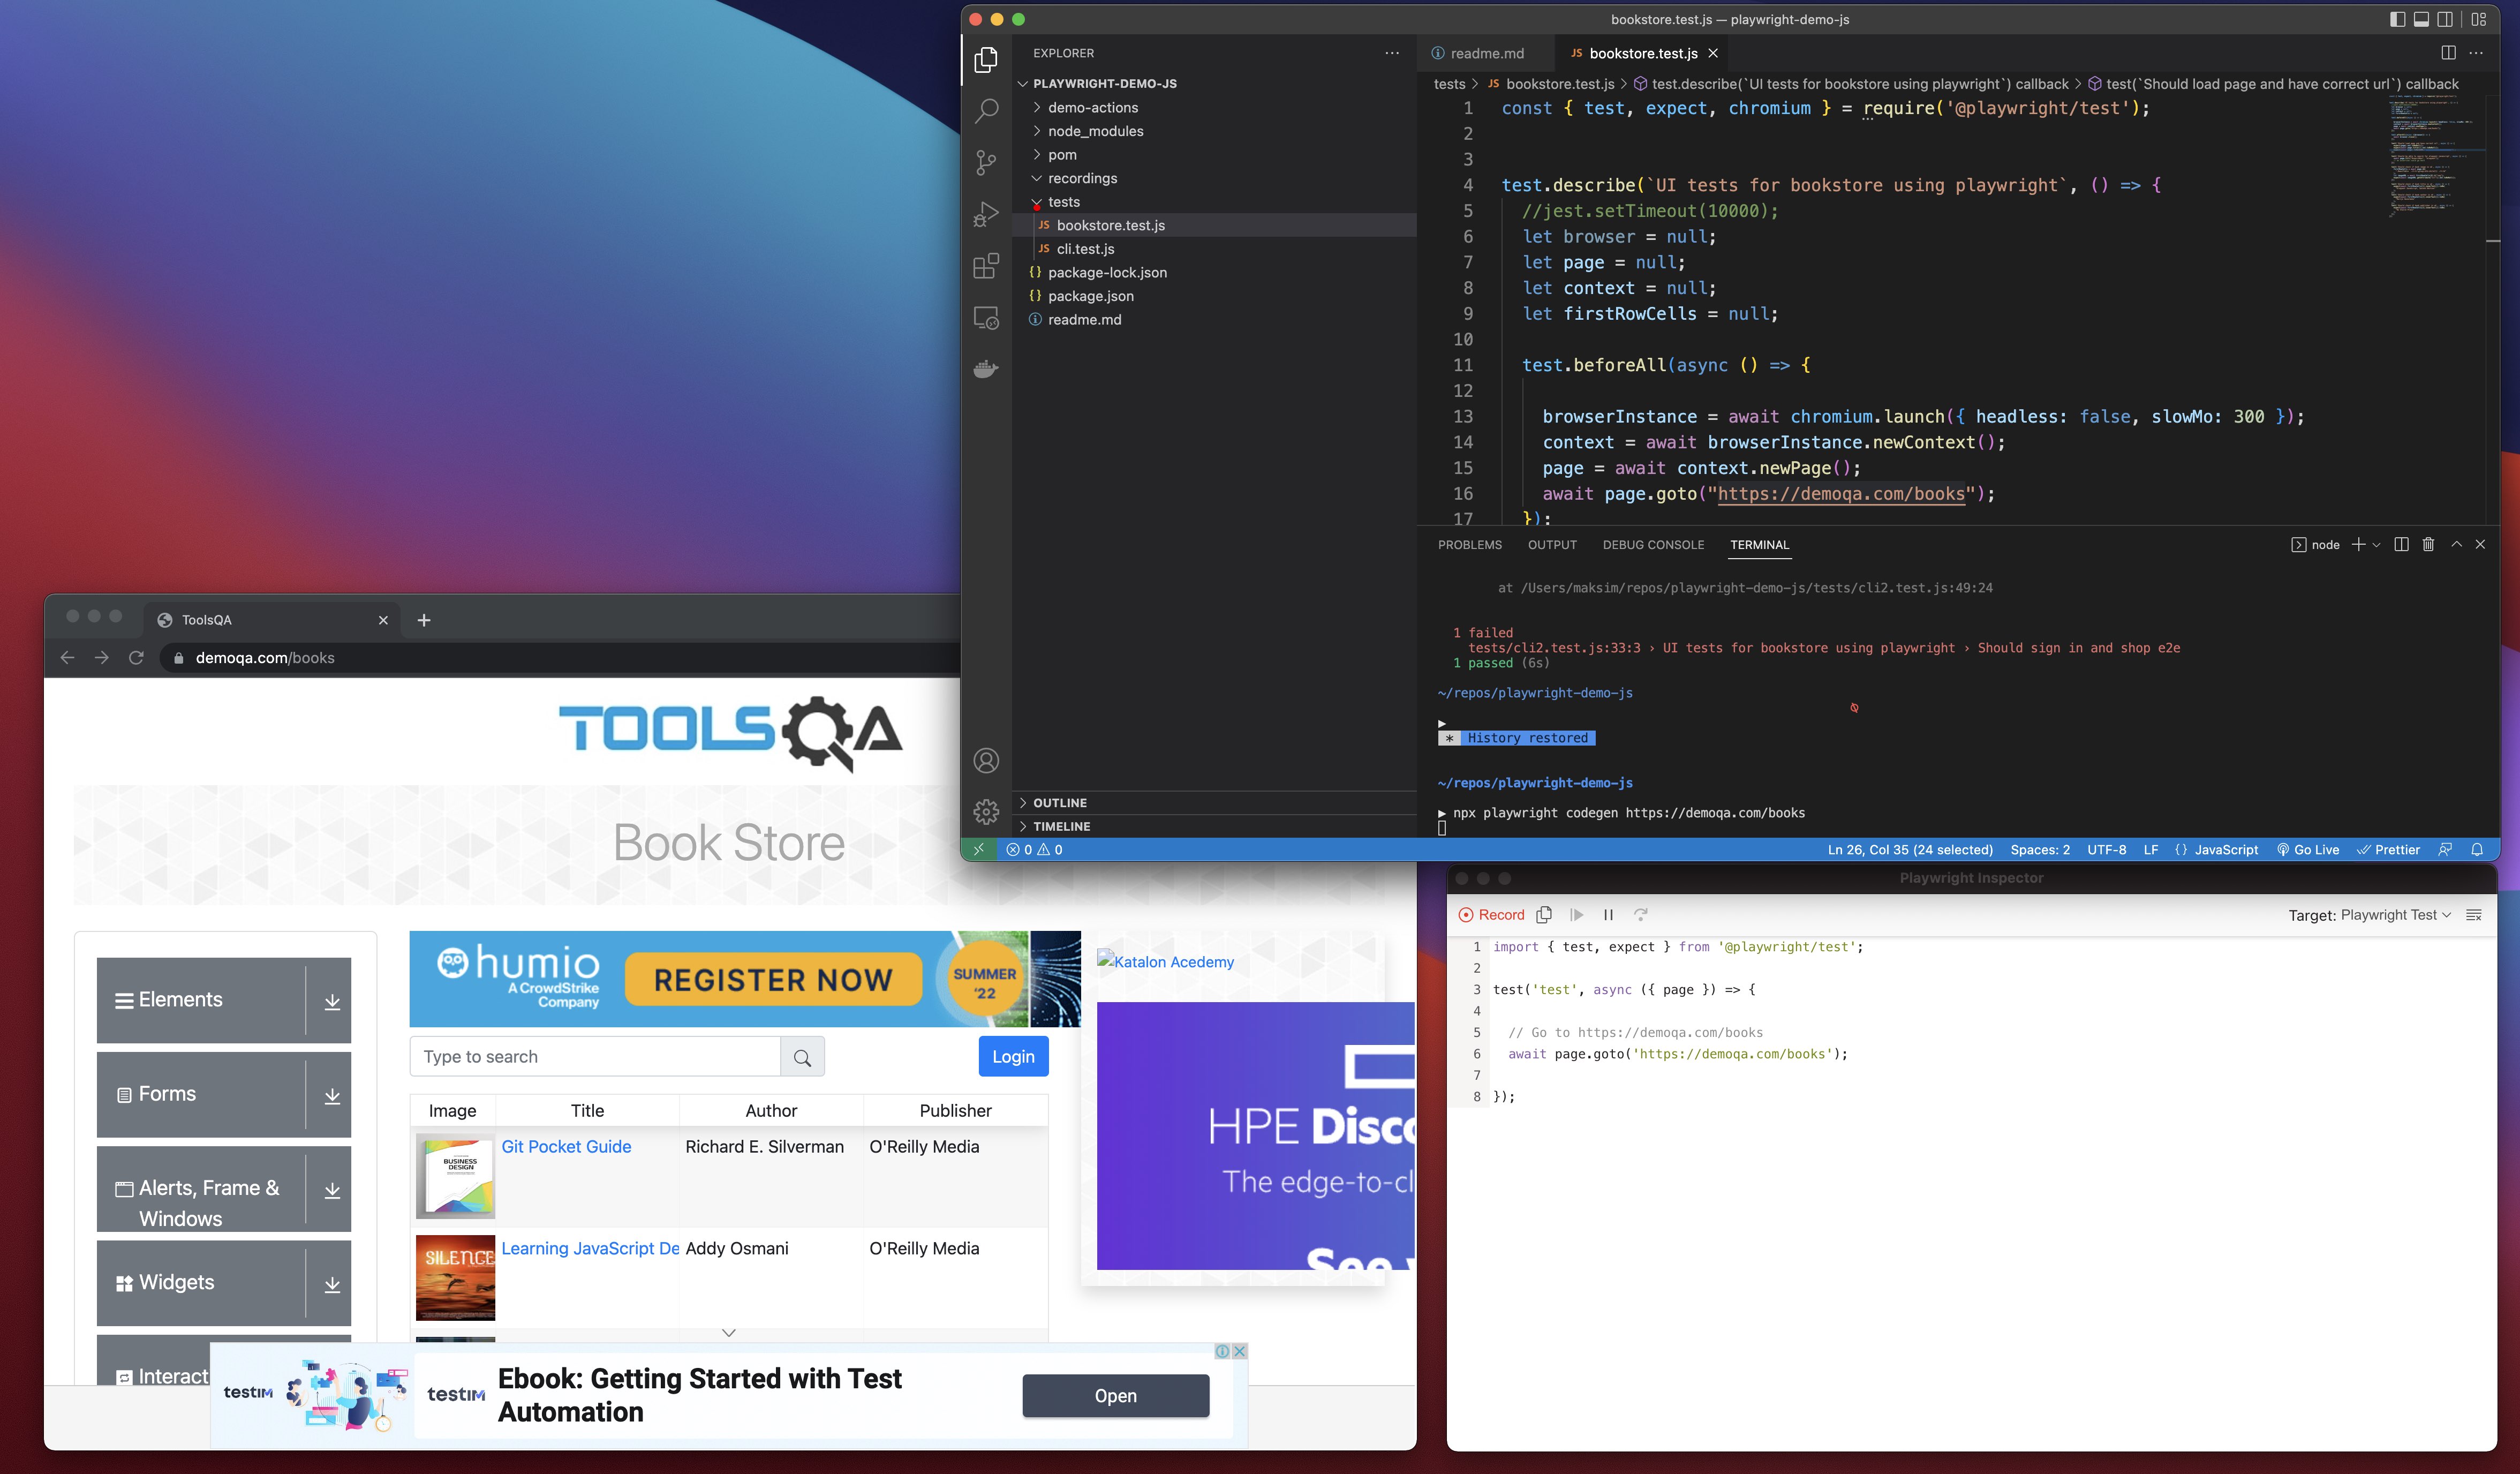 bookstore.test.js — playwright-demo-js
EXPLORER
PLAYWRIGHT-DEMO-JS
demo-actions
node_modules
pom
recordings
tests
JS bookstore.test.js
JS cli.test.js
{} package-lock.json
{} package.json
readme.md
OUTLINE
TIMELINE
readme.md
JS bookstore.test.js
tests > JS bookstore.test.js > test.describe(`UI tests for bookstore using playwright`) callback > test(`Should load page and have correct url`) callback
1 const { test, expect, chromium } = require('@playwright/test');
2
3
4 test.describe(`UI tests for bookstore using playwright`, () => {
5 //jest.setTimeout(10000);
6 let browser = null;
7 let page = null;
8 let context = null;
9 let firstRowCells = null;
10
11 test.beforeAll(async () => {
12
13 browserInstance = await chromium.launch({ headless: false, slowMo: 300 });
14 context = await browserInstance.newContext();
15 page = await context.newPage();
16 await page.goto("https://demoqa.com/books");
17 });
PROBLEMS OUTPUT DEBUG CONSOLE TERMINAL
node
at /Users/maksim/repos/playwright-demo-js/tests/cli2.test.js:49:24
1 failed
tests/cli2.test.js:33:3 › UI tests for bookstore using playwright › Should sign in and shop e2e
1 passed (6s)
~/repos/playwright-demo-js
* History restored
~/repos/playwright-demo-js
npx playwright codegen https://demoqa.com/books
0 0
Ln 26, Col 35 (24 selected) Spaces: 2 UTF-8 LF {} JavaScript Go Live Prettier
ToolsQA
demoqa.com/books
TOOLSQA
Book Store
Elements
Forms
Alerts, Frame &
Windows
Widgets
Interact
humio
A CrowdStrike
Company
REGISTER NOW
SUMMER
'22
Type to search
Login
Image Title Author Publisher
BUSINESS
DESIGN
Git Pocket Guide Richard E. Silverman O'Reilly Media
SILENCE
Learning JavaScript De Addy Osmani O'Reilly Media
Katalon Acedemy
HPE Disco
The edge-to-cl
See
testim
testim
Ebook: Getting Started with Test
Automation
Open
Playwright Inspector
Record
Target: Playwright Test
1 import { test, expect } from '@playwright/test';
2
3 test('test', async ({ page }) => {
4
5 // Go to https://demoqa.com/books
6 await page.goto('https://demoqa.com/books');
7
8 });